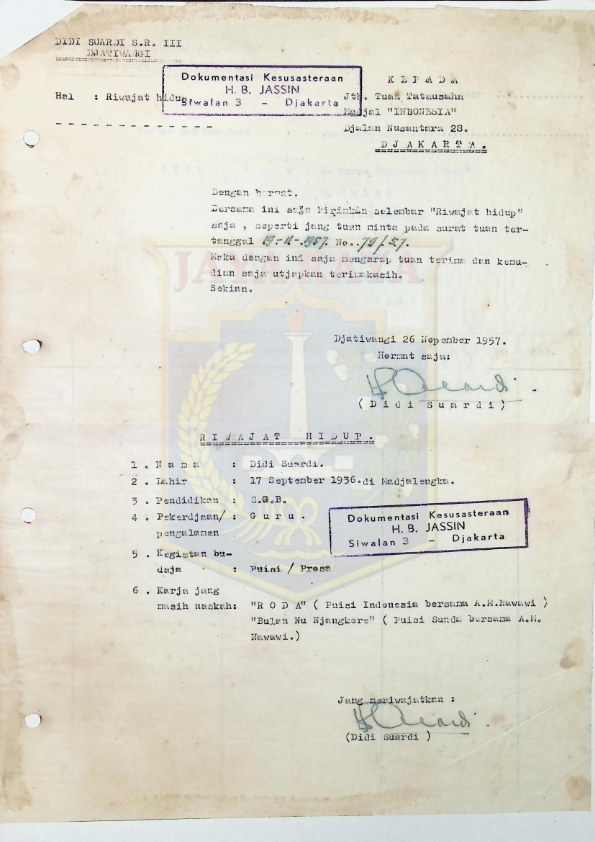 DIDI SUARDI S.R. III
DJATIWANGI
Dokumentasi Kesusasteraan
H. B. JASSIN
Siwalan 3 – Djakarta
Hal : Riwajat hidup
K E P A D A
Jth. Tuan Tatausaha
Madjal "INDONESIA"
Djalan Nusantara 28.
D J A K A R T A.
Dengan hormat.
Bersama ini saja kirimkan selembar "Riwajat hidup"
saja , seperti jang tuan minta pada surat tuan ter-
tanggal 19-11-1957. No. 79/57.
Maka dengan ini saja mengarap tuan terima dan kemu-
dian saja utjapkan terimakasih.
Sekian.
JAYA RAYA
Djatiwangi 26 Nopember 1957.
Hormat saja:
( D i d i S u a r d i )
R I W A J A T H I D U P.
1 . N a m a : Didi Suardi.
2 . Lahir : 17 September 1936.di Madjalengka.
3 . Pendidikan : S.G.B.
4 . Pekerdjaan/ : G u r u .
pengalaman
Dokumentasi Kesusasteraan
H. B. JASSIN
Siwalan 3 – Djakarta
5 . Kegiatan bu-
daja : Puisi / Prosa
6 . Karja jang
masih naskah: "R O D A" ( Puisi Indonesia bersama A.M.Nawawi )
"Bulan Nu Njangkere" ( Puisi Sunda bersama A.M.
Nawawi.)
Jang meriwajatkan :
(Didi Suardi )